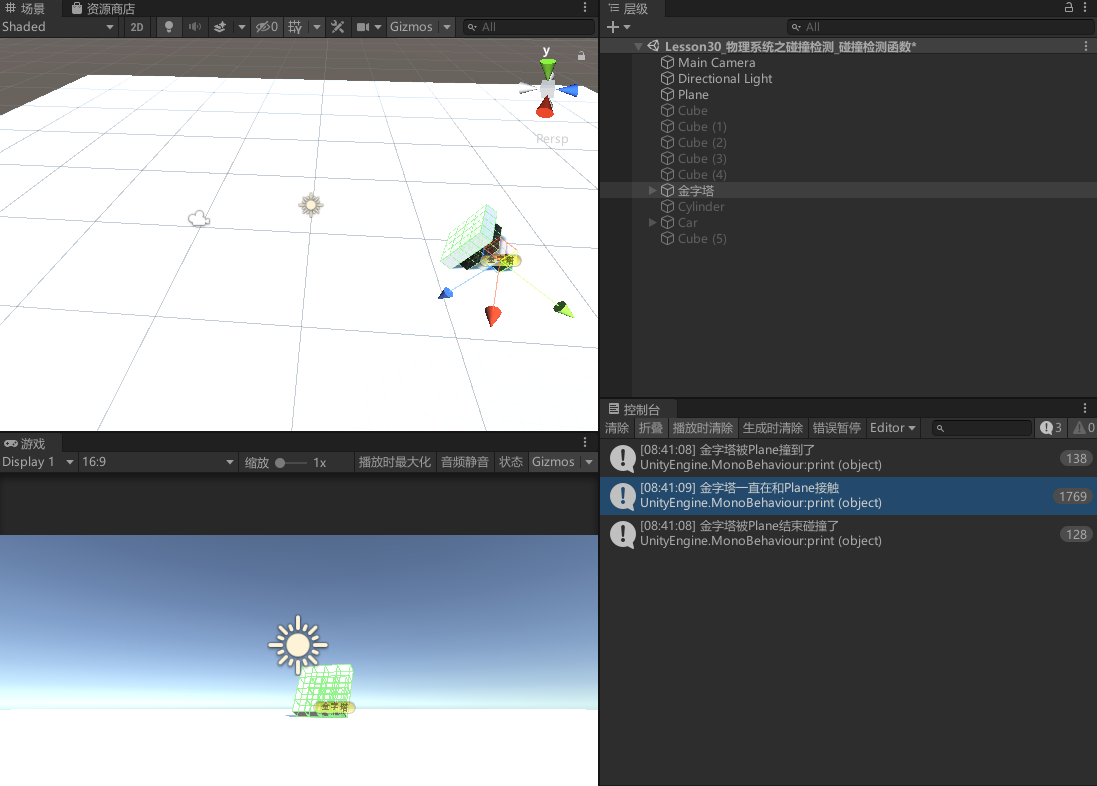 场景
资源商店
Shaded
2D
0
Gizmos
All
y
Persp
金字塔
层级
All
Lesson30_物理系统之碰撞检测_碰撞检测函数*
Main Camera
Directional Light
Plane
Cube
Cube (1)
Cube (2)
Cube (3)
Cube (4)
金字塔
Cylinder
Car
Cube (5)
游戏
Display 1
16:9
缩放
1x
播放时最大化
音频静音
状态
Gizmos
金字塔
控制台
清除
折叠
播放时清除
生成时清除
错误暂停
Editor
3
0
[08:41:08] 金字塔被Plane撞到了
UnityEngine.MonoBehaviour:print (object)
138
[08:41:09] 金字塔一直在和Plane接触
UnityEngine.MonoBehaviour:print (object)
1769
[08:41:08] 金字塔被Plane结束碰撞了
UnityEngine.MonoBehaviour:print (object)
128